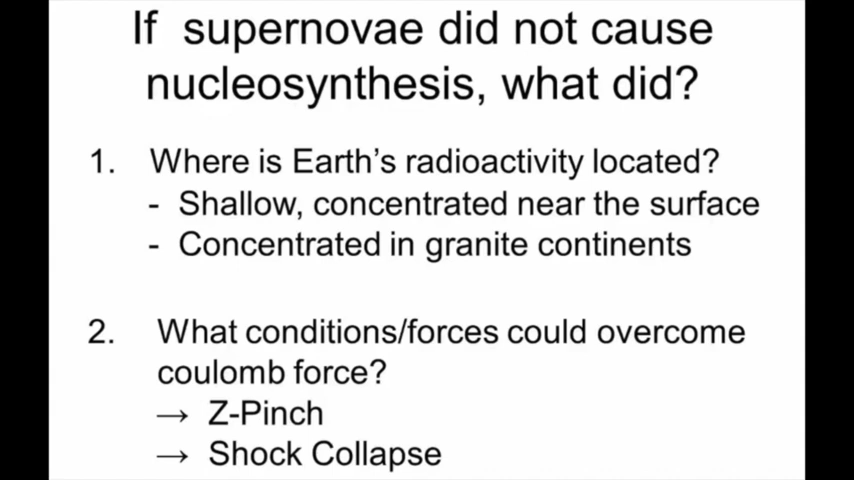 If supernovae did not cause
nucleosynthesis, what did?
1. Where is Earth's radioactivity located?
- Shallow, concentrated near the surface
- Concentrated in granite continents
2. What conditions/forces could overcome
coulomb force?
→ Z-Pinch
→ Shock Collapse